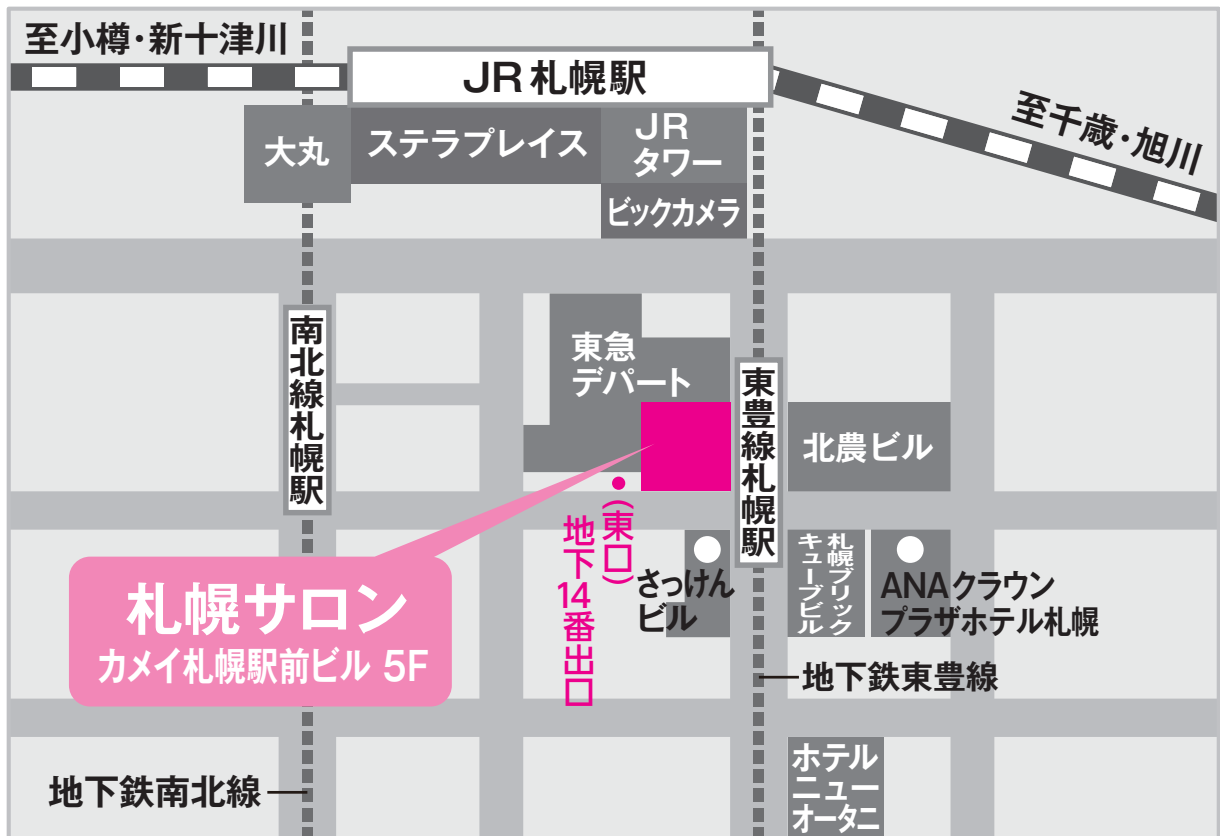 至小樽・新十津川
JR札幌駅
至千歳・旭川
大丸
ステラプレイス
JR
タワー
ビックカメラ
南北線札幌駅
東急
デパート
東豊線札幌駅
北農ビル
(東口)
地下14番出口
札幌サロン
カメイ札幌駅前ビル 5F
さっけん
ビル
札幌ブリック
キューブビル
ANAクラウン
プラザホテル札幌
地下鉄東豊線
地下鉄南北線
ホテル
ニュー
オータニ